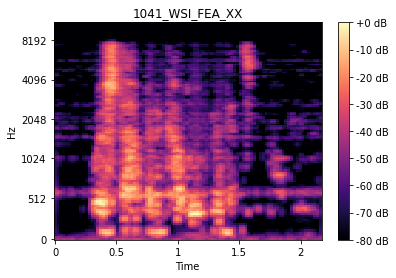 1041_WSI_FEA_XX
+0 dB
8192
-10 dB
4096
-20 dB
-30 dB
2048
Hz
-40 dB
1024
-50 dB
512
-60 dB
-70 dB
0
-80 dB
0 0.5 1 1.5 2
Time